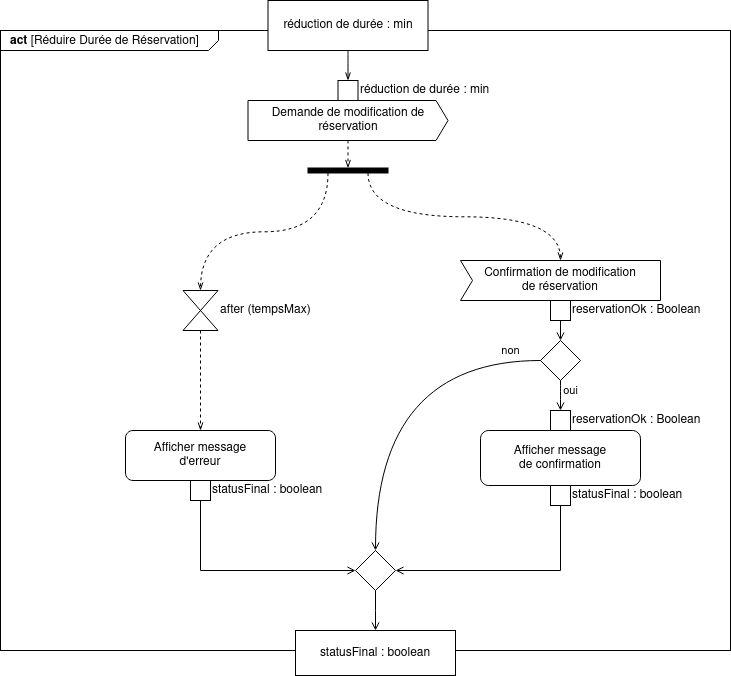 réduction de durée : min
act [Réduire Durée de Réservation]
réduction de durée : min
Demande de modification de
réservation
Confirmation de modification
de réservation
after (tempsMax)
reservationOk : Boolean
non
oui
reservationOk : Boolean
Afficher message
d'erreur
Afficher message
de confirmation
statusFinal : boolean
statusFinal : boolean
statusFinal : boolean